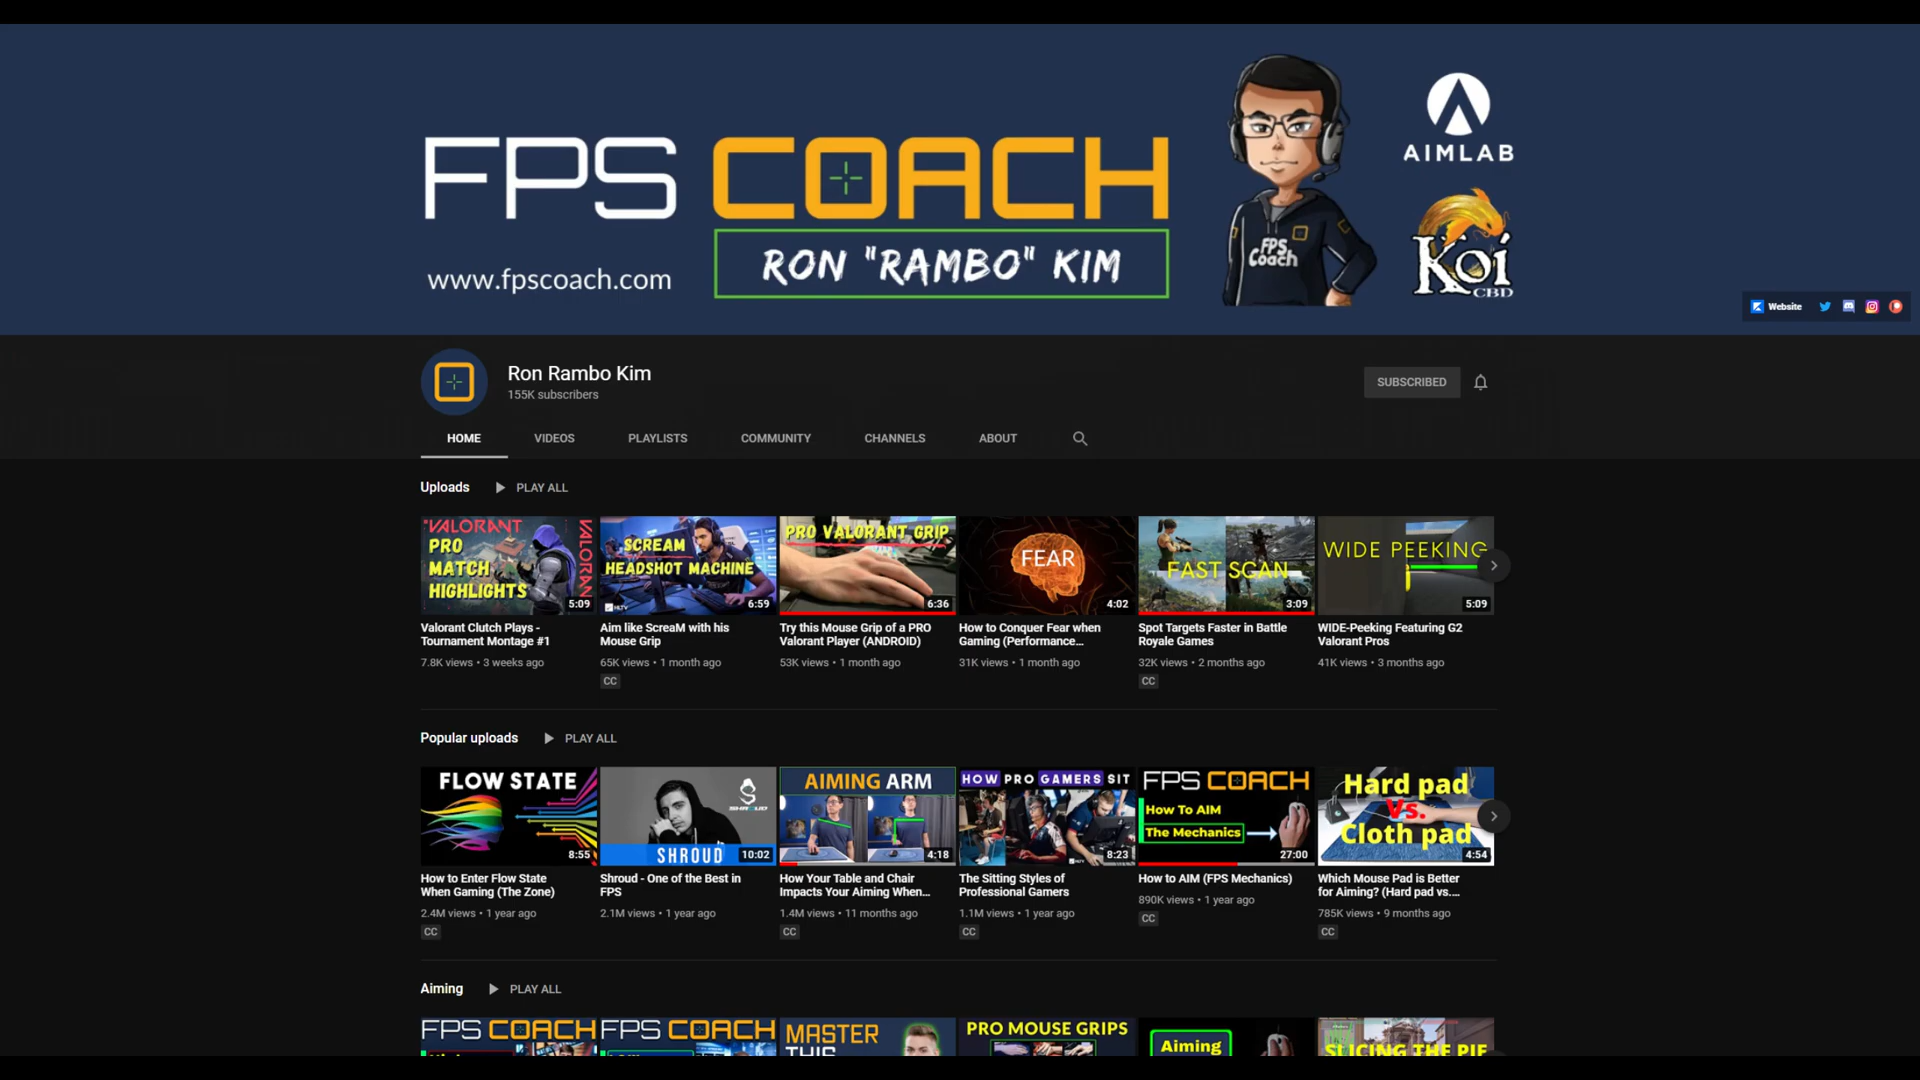 FPS COACH
RON "RAMBO" KIM
www.fpscoach.com
FPS
Coach
AIMLAB
Koi
CBD
Website
Ron Rambo Kim
155K subscribers
SUBSCRIBED
HOME VIDEOS PLAYLISTS COMMUNITY CHANNELS ABOUT
Uploads PLAY ALL
VALORANT
PRO
MATCH
HIGHLIGHTS
5:09
Valorant Clutch Plays -
Tournament Montage #1
7.8K views • 3 weeks ago
SCREAM
HEADSHOT MACHINE
HLTV
6:59
Aim like ScreaM with his
Mouse Grip
65K views • 1 month ago
CC
PRO VALORANT GRIP
6:36
Try this Mouse Grip of a PRO
Valorant Player (ANDROID)
53K views • 1 month ago
FEAR
4:02
How to Conquer Fear when
Gaming (Performance...
31K views • 1 month ago
FAST SCAN
3:09
Spot Targets Faster in Battle
Royale Games
32K views • 2 months ago
CC
WIDE PEEKING
5:09
WIDE-Peeking Featuring G2
Valorant Pros
41K views • 3 months ago
Popular uploads PLAY ALL
FLOW STATE
8:55
How to Enter Flow State
When Gaming (The Zone)
2.4M views • 1 year ago
CC
SHROUD
10:02
Shroud - One of the Best in
FPS
2.1M views • 1 year ago
AIMING ARM
4:18
How Your Table and Chair
Impacts Your Aiming When...
1.4M views • 11 months ago
CC
HOW PRO GAMERS SIT
HLTV
8:23
The Sitting Styles of
Professional Gamers
1.1M views • 1 year ago
CC
FPS COACH
How To AIM
The Mechanics
27:00
How to AIM (FPS Mechanics)
890K views • 1 year ago
CC
Hard pad
Vs.
Cloth pad
4:54
Which Mouse Pad is Better
for Aiming? (Hard pad vs....
785K views • 9 months ago
CC
Aiming PLAY ALL
FPS COACH
FPS COACH
MASTER
THIS
PRO MOUSE GRIPS
Aiming
SLICING THE PIE